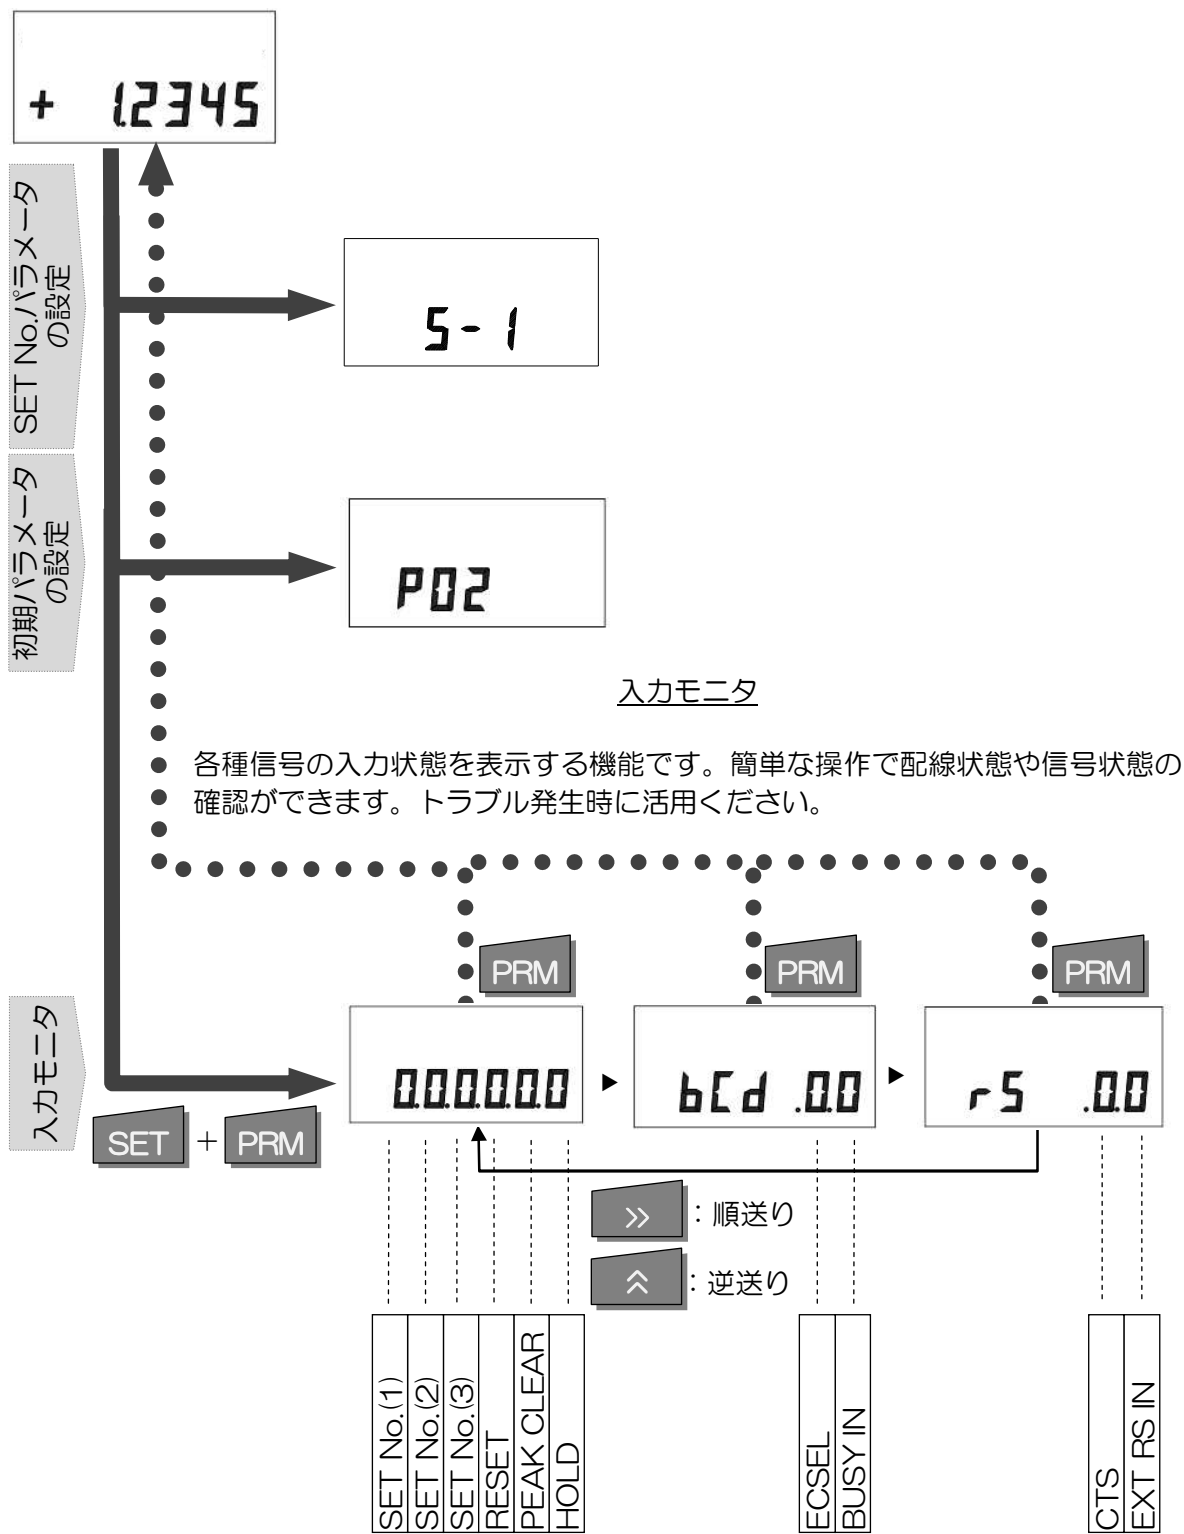 + 1.2345
SET No.パラメータ
の設定
S-1
初期パラメータ
の設定
P02
入力モニタ
各種信号の入力状態を表示する機能です。簡単な操作で配線状態や信号状態の
確認ができます。トラブル発生時に活用ください。
PRM
PRM
PRM
入力モニタ
0.0.0.0.0.0
bCd .0.0
rS .0.0
SET + PRM
≫ : 順送り
︽ : 逆送り
SET No.(1)
SET No.(2)
SET No.(3)
RESET
PEAK CLEAR
HOLD
ECSEL
BUSY IN
CTS
EXT RS IN